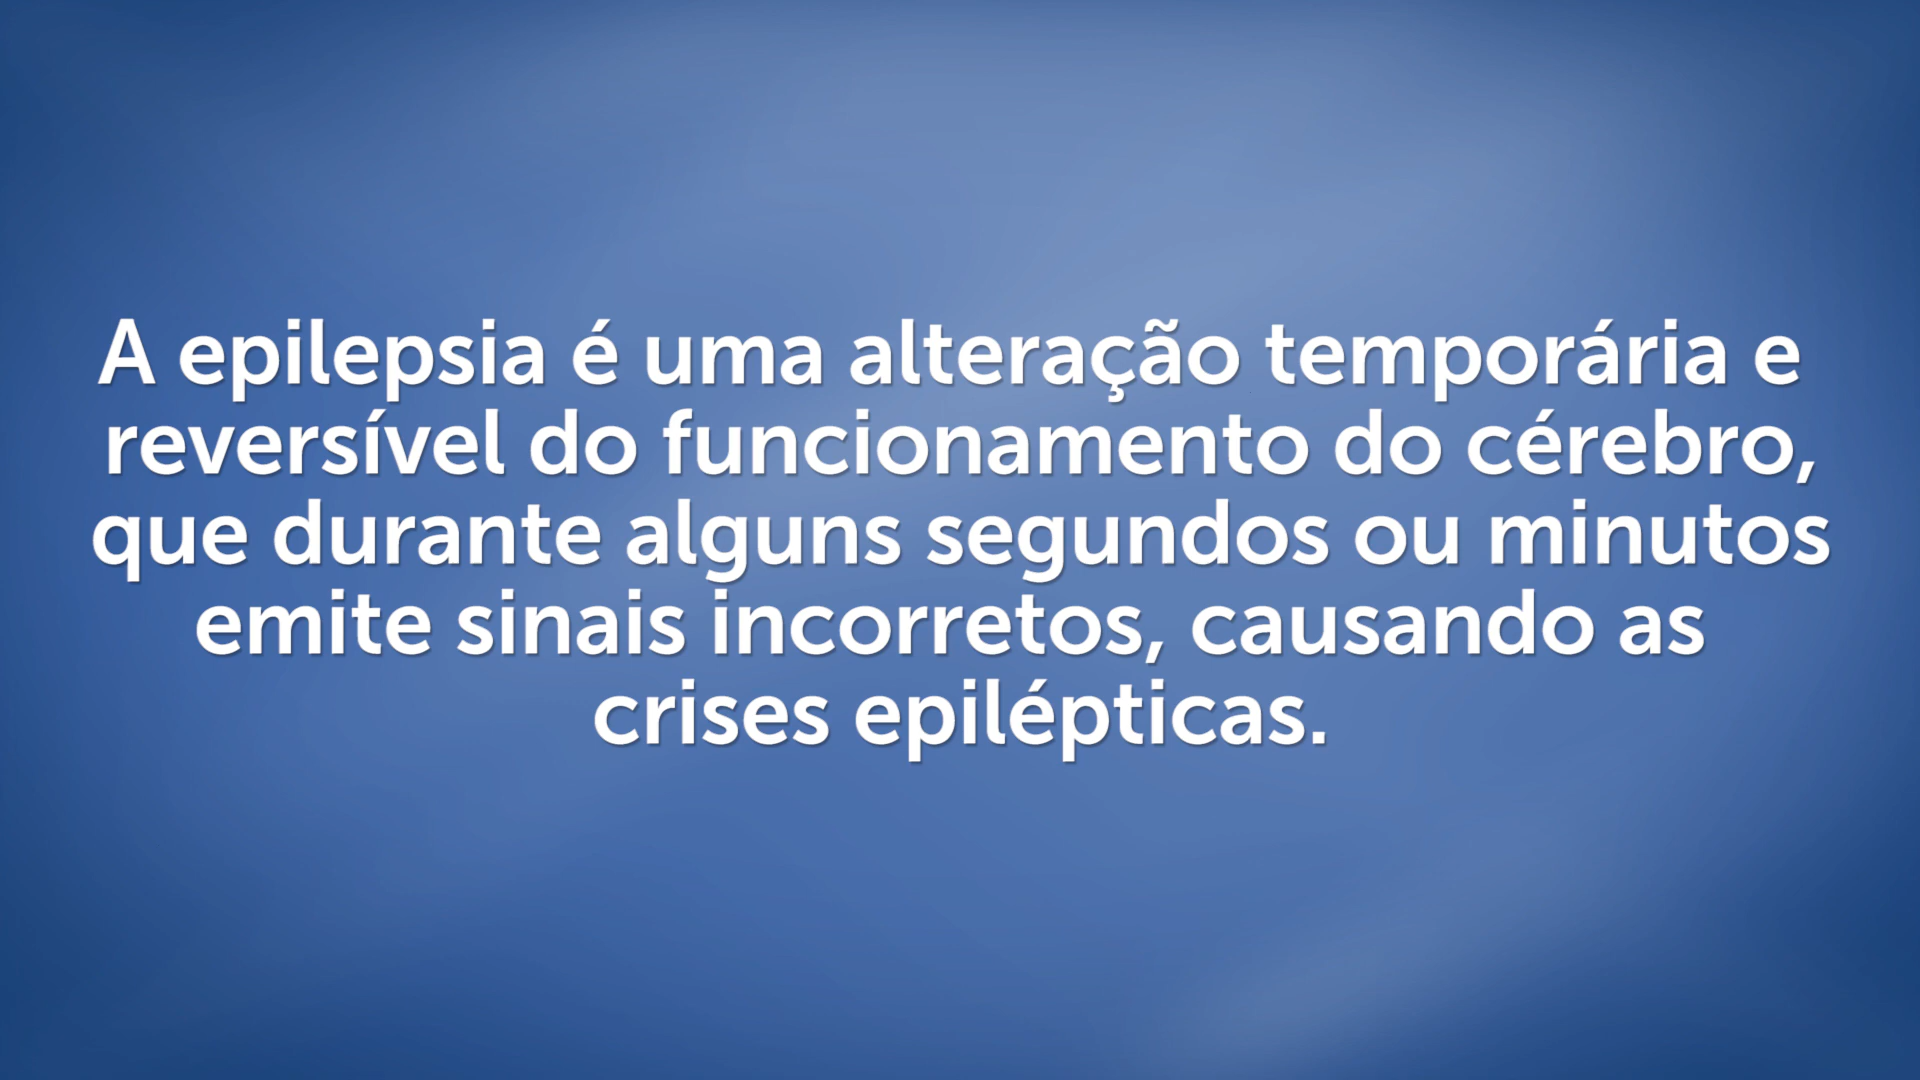 A epilepsia é uma alteração temporária e
reversível do funcionamento do cérebro,
que durante alguns segundos ou minutos
emite sinais incorretos, causando as
crises epilépticas.